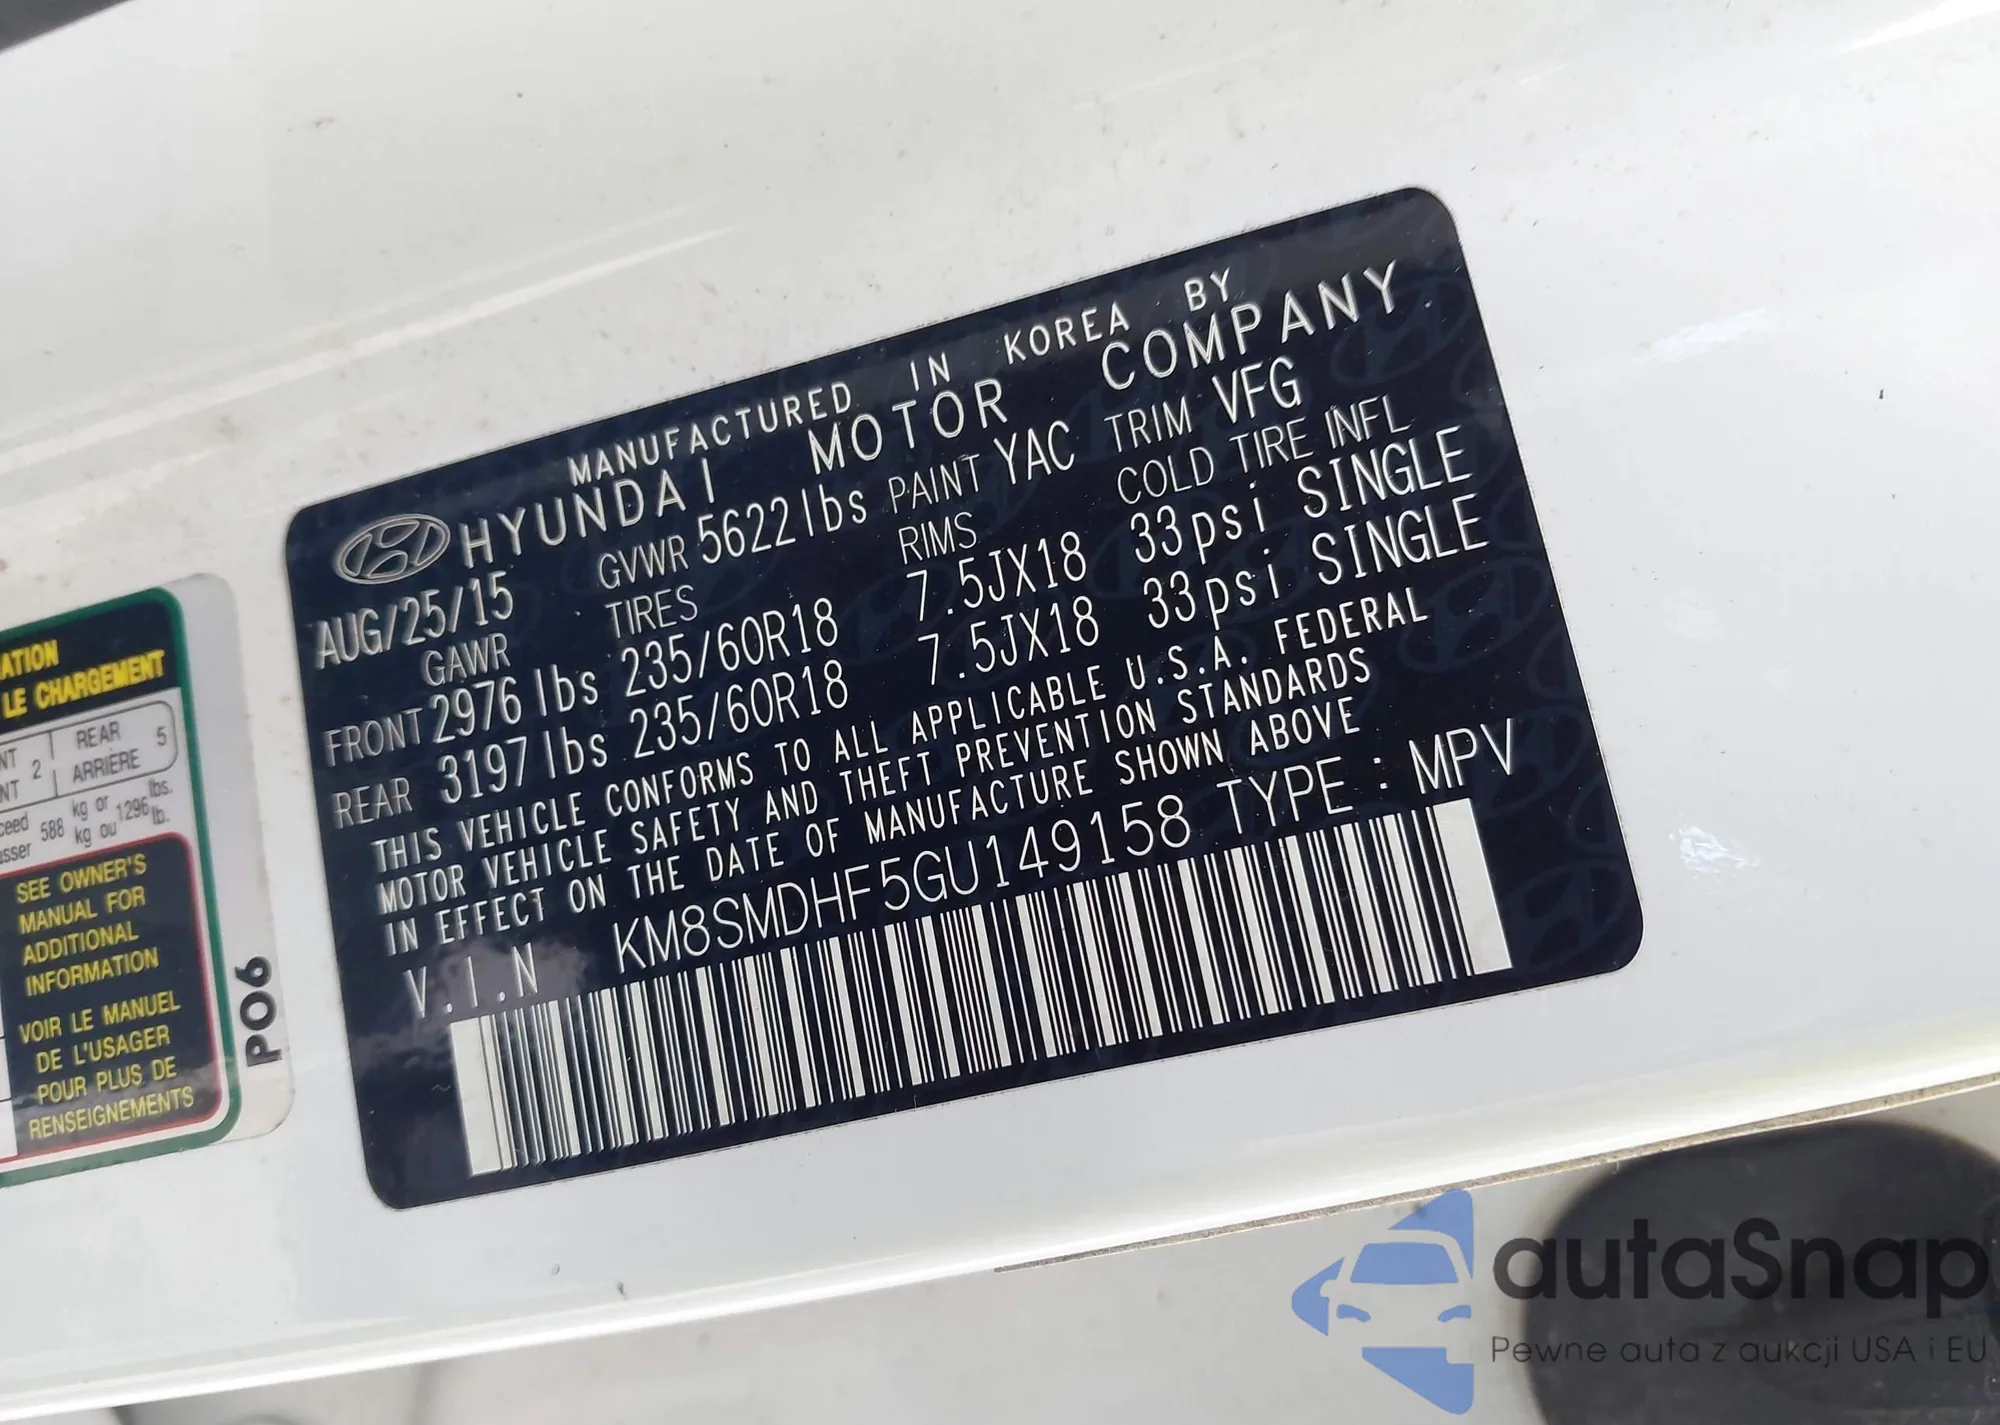 MANUFACTURED IN KOREA BY
HYUNDAI MOTOR COMPANY
AUG/25/15 GVWR 5622lbs PAINT YAC TRIM VFG
GAWR TIRES RIMS COLD TIRE INFL
FRONT 2976 lbs 235/60R18 7.5JX18 33psi SINGLE
REAR 3197 lbs 235/60R18 7.5JX18 33psi SINGLE
THIS VEHICLE CONFORMS TO ALL APPLICABLE U.S.A. FEDERAL
MOTOR VEHICLE SAFETY AND THEFT PREVENTION STANDARDS
IN EFFECT ON THE DATE OF MANUFACTURE SHOWN ABOVE
V.I.N KM8SMDHF5GU149158 TYPE : MPV
LE CHARGEMENT
2 REAR 5
ARRIÈRE
588 kg or 1296 lbs.
kg ou lb.
SEE OWNER'S
MANUAL FOR
ADDITIONAL
INFORMATION
VOIR LE MANUEL
DE L'USAGER
POUR PLUS DE
RENSEIGNEMENTS
P06
autaSnap
Pewne auta z aukcji USA i EU